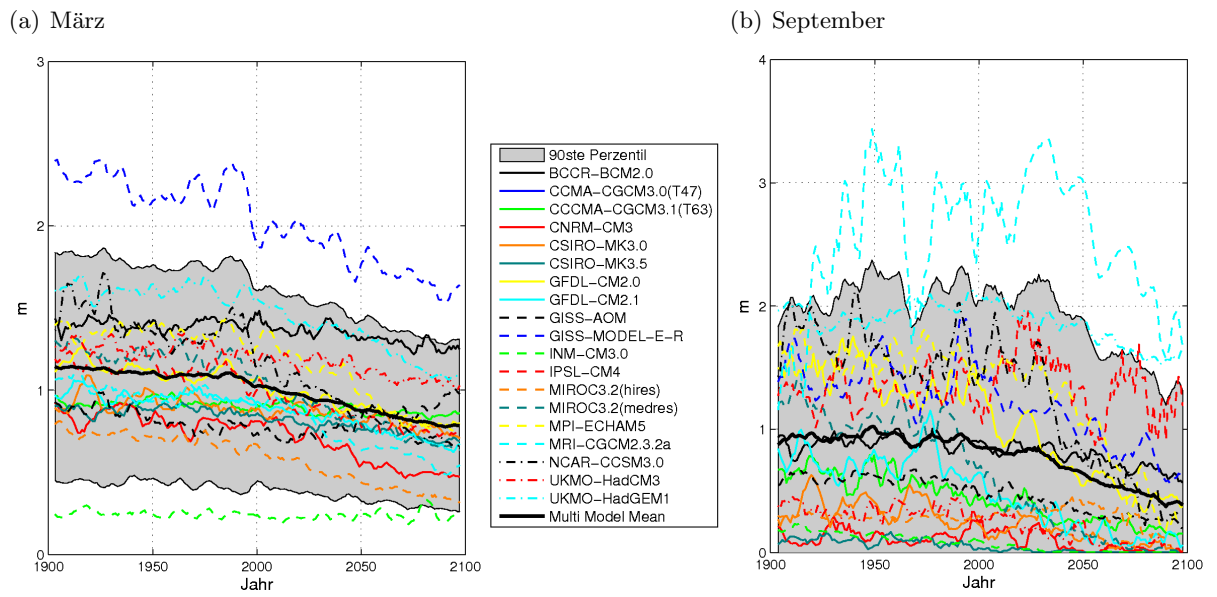 (a) März
(b) September
3
2
1
0
m
1900 1950 2000 2050 2100
Jahr
90ste Perzentil
BCCR−BCM2.0
CCMA−CGCM3.0(T47)
CCCMA−CGCM3.1(T63)
CNRM−CM3
CSIRO−MK3.0
CSIRO−MK3.5
GFDL−CM2.0
GFDL−CM2.1
GISS−AOM
GISS−MODEL−E−R
INM−CM3.0
IPSL−CM4
MIROC3.2(hires)
MIROC3.2(medres)
MPI−ECHAM5
MRI−CGCM2.3.2a
NCAR−CCSM3.0
UKMO−HadCM3
UKMO−HadGEM1
Multi Model Mean
4
3
2
1
0
m
1900 1950 2000 2050 2100
Jahr